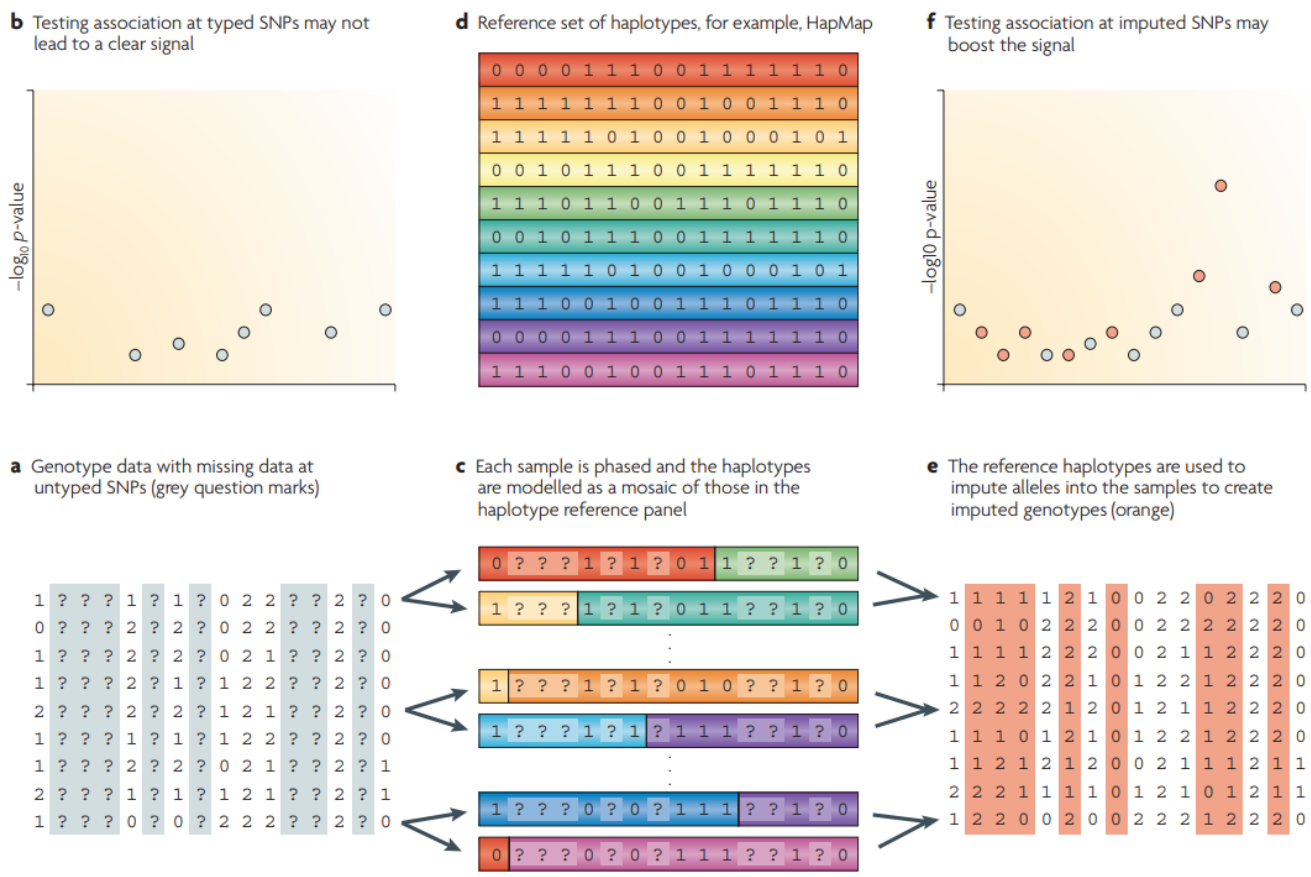 b Testing association at typed SNPs may not
lead to a clear signal
−log₁₀ p-value
d Reference set of haplotypes, for example, HapMap
0 0 0 0 1 1 1 0 0 1 1 1 1 1 1 0
1 1 1 1 1 1 1 0 0 1 0 0 1 1 1 0
1 1 1 1 1 0 1 0 0 1 0 0 0 1 0 1
0 0 1 0 1 1 1 0 0 1 1 1 1 1 1 0
1 1 1 0 1 1 0 0 1 1 1 0 1 1 1 0
0 0 1 0 1 1 1 0 0 1 1 1 1 1 1 0
1 1 1 1 1 0 1 0 0 1 0 0 0 1 0 1
1 1 1 0 0 1 0 0 1 1 1 0 1 1 1 0
0 0 0 0 1 1 1 0 0 1 1 1 1 1 1 0
1 1 1 0 0 1 0 0 1 1 1 0 1 1 1 0
f Testing association at imputed SNPs may
boost the signal
−log10 p-value
a Genotype data with missing data at
untyped SNPs (grey question marks)
1 ? ? ? 1 ? 1 ? 0 2 2 ? ? 2 ? 0
0 ? ? ? 2 ? 2 ? 0 2 2 ? ? 2 ? 0
1 ? ? ? 2 ? 2 ? 0 2 1 ? ? 2 ? 0
1 ? ? ? 2 ? 1 ? 1 2 2 ? ? 2 ? 0
2 ? ? ? 2 ? 2 ? 1 2 1 ? ? 2 ? 0
1 ? ? ? 1 ? 1 ? 1 2 2 ? ? 2 ? 0
1 ? ? ? 2 ? 2 ? 0 2 1 ? ? 2 ? 1
2 ? ? ? 1 ? 1 ? 1 2 1 ? ? 2 ? 1
1 ? ? ? 0 ? 0 ? 2 2 2 ? ? 2 ? 0
c Each sample is phased and the haplotypes
are modelled as a mosaic of those in the
haplotype reference panel
0 ? ? ? 1 ? 1 ? 0 1 1 ? ? 1 ? 0
1 ? ? ? 1 ? 1 ? 0 1 1 ? ? 1 ? 0
1 ? ? ? 1 ? 1 ? 0 1 0 ? ? 1 ? 0
1 ? ? ? 1 ? 1 ? 1 1 1 ? ? 1 ? 0
1 ? ? ? 0 ? 0 ? 1 1 1 ? ? 1 ? 0
0 ? ? ? 0 ? 0 ? 1 1 1 ? ? 1 ? 0
e The reference haplotypes are used to
impute alleles into the samples to create
imputed genotypes (orange)
1 1 1 1 1 2 1 0 0 2 2 0 2 2 2 0
0 0 1 0 2 2 2 0 0 2 2 2 2 2 2 0
1 1 1 1 2 2 2 0 0 2 1 1 2 2 2 0
1 1 2 0 2 2 1 0 1 2 2 1 2 2 2 0
2 2 2 2 2 1 2 0 1 2 1 1 2 2 2 0
1 1 1 0 1 2 1 0 1 2 2 1 2 2 2 0
1 1 2 1 2 1 2 0 0 2 1 1 1 2 1 1
2 2 2 1 1 1 1 0 1 2 1 0 1 2 1 1
1 2 2 0 0 2 0 0 2 2 2 1 2 2 2 0